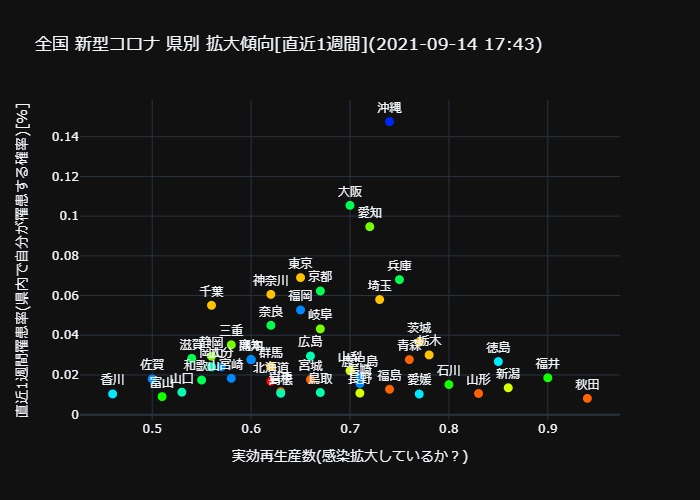 全国 新型コロナ 県別 拡大傾向[直近1週間](2021-09-14 17:43)
直近1週間罹患率(県内で自分が罹患する確率)[%]
沖縄
0.14
0.12
大阪
愛知
0.1
0.08
東京
兵庫
神奈川
京都
埼玉
千葉
福岡
0.06
奈良
岐阜
0.04
三重
茨城
静岡
広島
栃木
滋賀
徳島
群馬
佐賀
和歌山
宮崎
北海道
宮城
青森
石川
福井
0.02
香川
富山
山口
鳥取
長野
福島
愛媛
山形
新潟
秋田
0
0.5
0.6
0.7
0.8
0.9
実効再生産数(感染拡大しているか？)